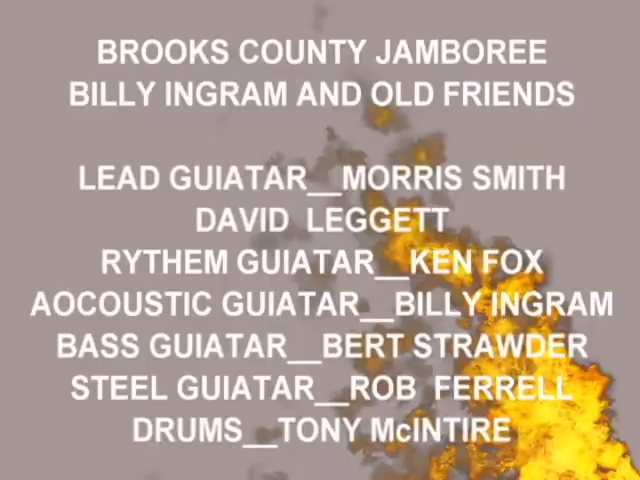 BROOKS COUNTY JAMBOREE
BILLY INGRAM AND OLD FRIENDS
LEAD GUIATAR__MORRIS SMITH
DAVID  LEGGETT
RYTHEM GUIATAR__KEN FOX
AOCOUSTIC GUIATAR__BILLY INGRAM
BASS GUIATAR__BERT STRAWDER
STEEL GUIATAR__ROB  FERRELL
DRUMS__TONY McINTIRE